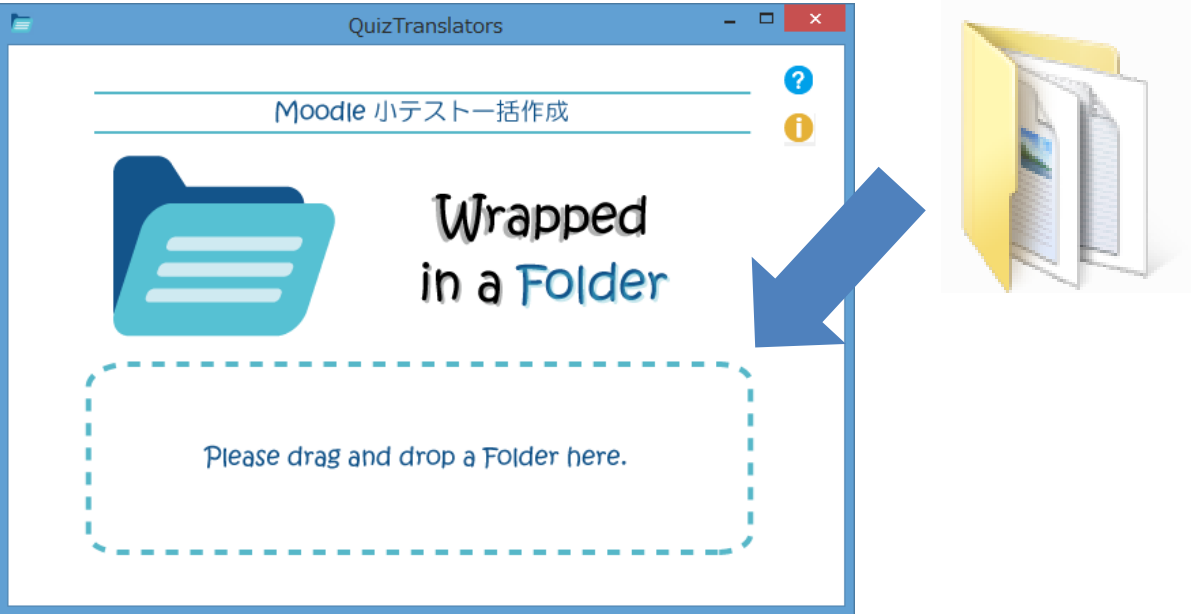 QuizTranslators
Moodle 小テスト一括作成
Wrapped
in a Folder
Please drag and drop a Folder here.